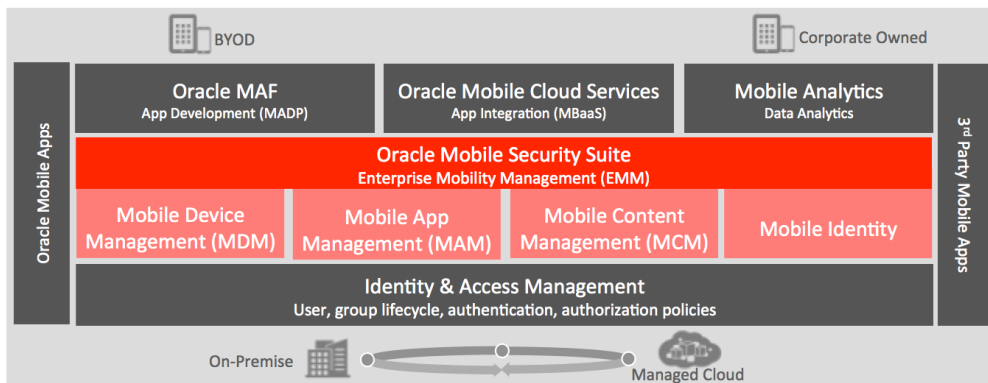 BYOD
Corporate Owned
Oracle Mobile Apps
Oracle MAF
App Development (MADP)
Oracle Mobile Cloud Services
App Integration (MBaaS)
Mobile Analytics
Data Analytics
3rd Party Mobile Apps
Oracle Mobile Security Suite
Enterprise Mobility Management (EMM)
Mobile Device
Management (MDM)
Mobile App
Management (MAM)
Mobile Content
Management (MCM)
Mobile Identity
Identity & Access Management
User, group lifecycle, authentication, authorization policies
On-Premise
Managed Cloud